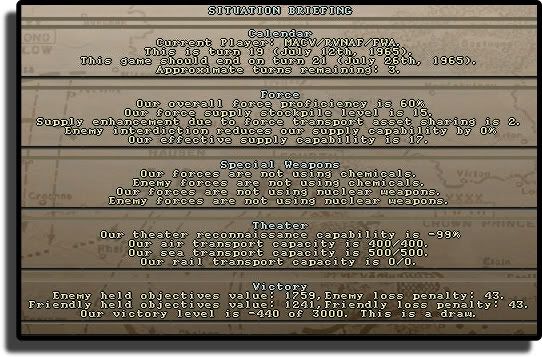 SITUATION BRIEFING
Calendar
Current Player: MACV/RVNAF/FWA.
This is turn 19 (July 12th, 1965).
This game should end on turn 21 (July 26th, 1965).
Approximate turns remaining: 3.
Force
Our overall force proficiency is 60%
Our force supply stockpile level is 15.
Supply enhancement due to force transport asset sharing is 2.
Enemy interdiction reduces our supply capability by 0%
Our effective supply capability is 17.
Special Weapons
Our forces are not using chemicals.
Enemy forces are not using chemicals.
Our forces are not using nuclear weapons.
Enemy forces are not using nuclear weapons.
Theater
Our theater reconnaissance capability is -99%
Our air transport capacity is 400/400.
Our sea transport capacity is 500/500.
Our rail transport capacity is 0/0.
Victory
Enemy held objectives value: 1759,Enemy loss penalty: 43.
Friendly held objectives value: 1241,Friendly loss penalty: 43.
Our victory level is -440 of 3000. This is a draw.